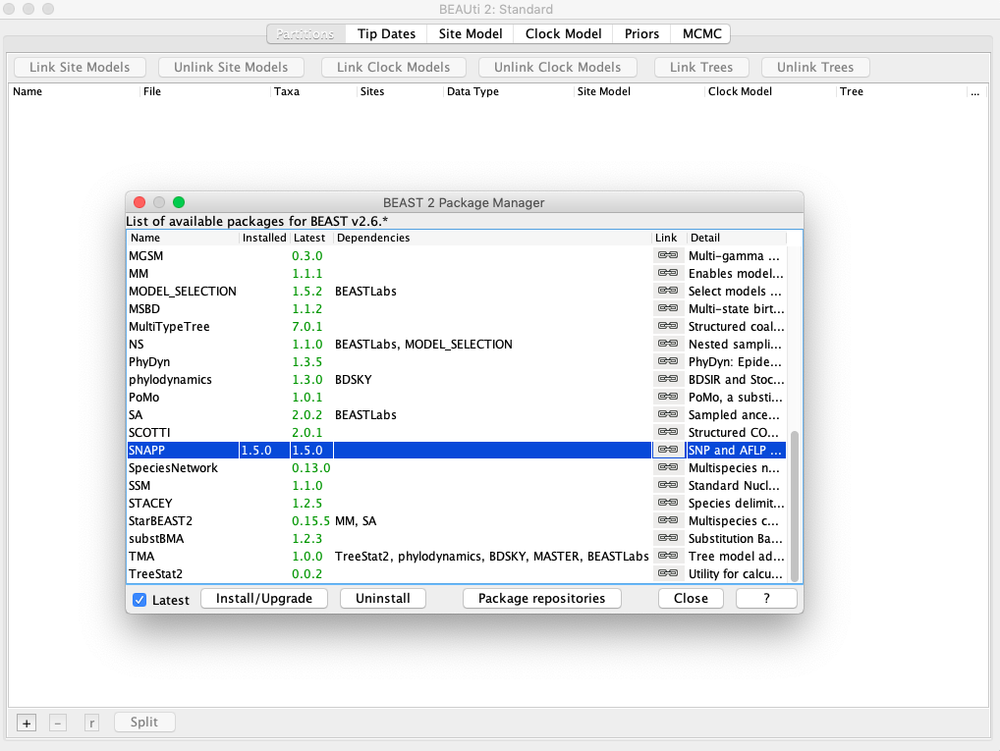 BEAUti 2: Standard
Partitions Tip Dates Site Model Clock Model Priors MCMC
Link Site Models Unlink Site Models Link Clock Models Unlink Clock Models Link Trees Unlink Trees
Name File Taxa Sites Data Type Site Model Clock Model Tree ...
BEAST 2 Package Manager
List of available packages for BEAST v2.6.*
Name Installed Latest Dependencies Link Detail
MGSM 0.3.0 Multi-gamma ...
MM 1.1.1 Enables model...
MODEL_SELECTION 1.5.2 BEASTLabs Select models ...
MSBD 1.1.2 Multi-state birt...
MultiTypeTree 7.0.1 Structured coal...
NS 1.1.0 BEASTLabs, MODEL_SELECTION Nested sampli...
PhyDyn 1.3.5 PhyDyn: Epide...
phylodynamics 1.3.0 BDSKY BDSIR and Stoc...
PoMo 1.0.1 PoMo, a substi...
SA 2.0.2 BEASTLabs Sampled ance...
SCOTTI 2.0.1 Structured CO...
SNAPP 1.5.0 1.5.0 SNP and AFLP ...
SpeciesNetwork 0.13.0 Multispecies n...
SSM 1.1.0 Standard Nucl...
STACEY 1.2.5 Species delimit...
StarBEAST2 0.15.5 MM, SA Multispecies c...
substBMA 1.2.3 Substitution Ba...
TMA 1.0.0 TreeStat2, phylodynamics, BDSKY, MASTER, BEASTLabs Tree model ad...
TreeStat2 0.0.2 Utility for calcu...
Latest Install/Upgrade Uninstall Package repositories Close ?
+ - r Split